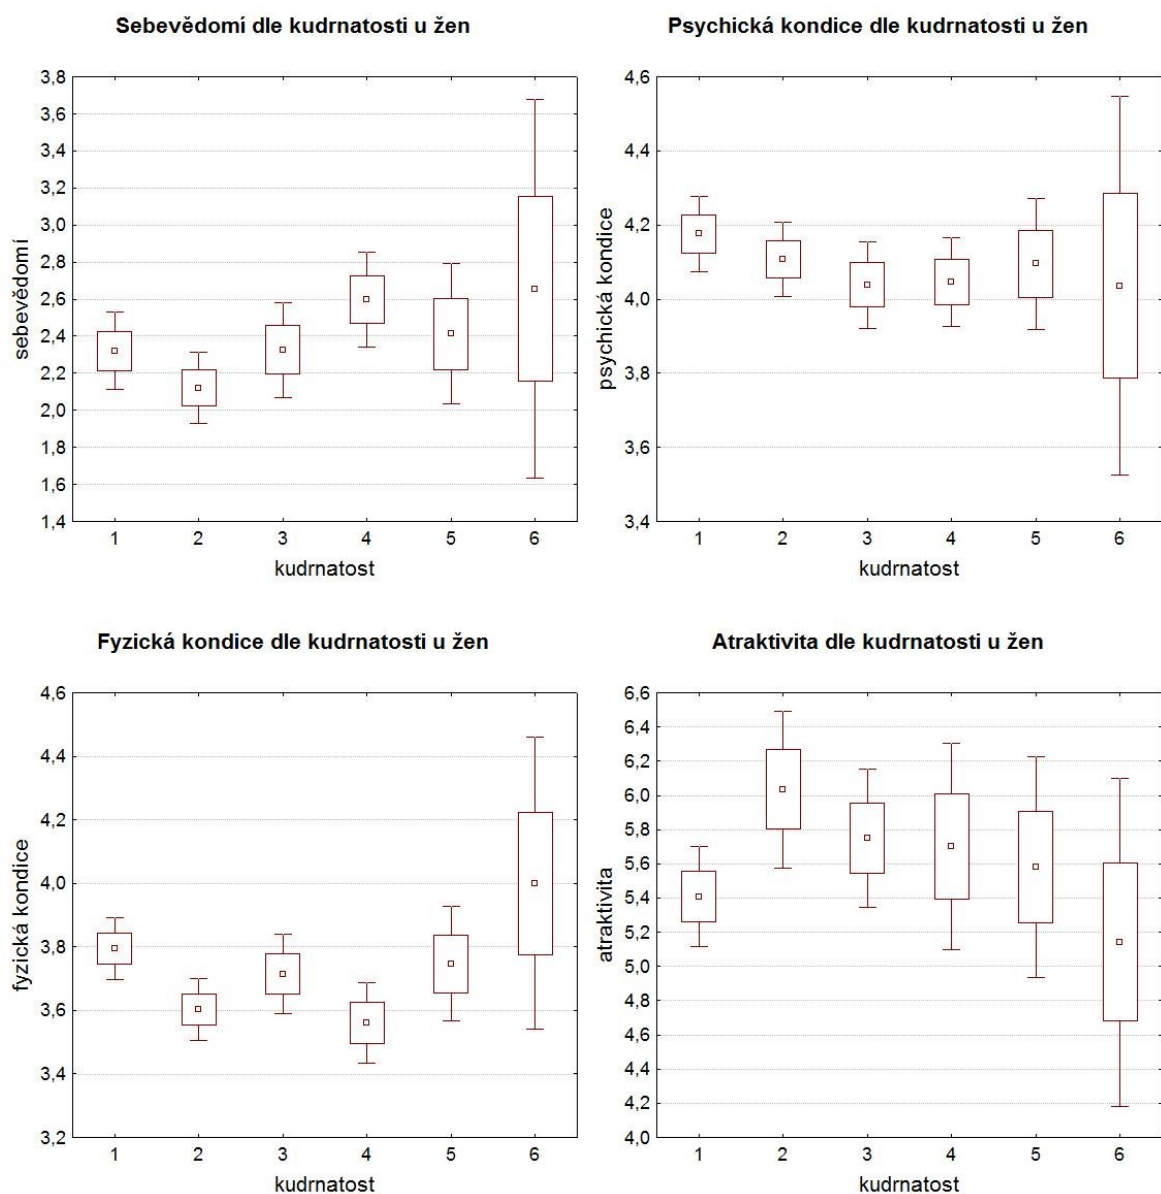 Sebevědomí dle kudrnatosti u žen
3,8
3,6
3,4
3,2
3,0
2,8
2,6
2,4
2,2
2,0
1,8
1,6
1,4
sebevědomí
1 2 3 4 5 6
kudrnatost
Psychická kondice dle kudrnatosti u žen
4,6
4,4
4,2
4,0
3,8
3,6
3,4
psychická kondice
1 2 3 4 5 6
kudrnatost
Fyzická kondice dle kudrnatosti u žen
4,6
4,4
4,2
4,0
3,8
3,6
3,4
3,2
fyzická kondice
1 2 3 4 5 6
kudrnatost
Atraktivita dle kudrnatosti u žen
6,6
6,4
6,2
6,0
5,8
5,6
5,4
5,2
5,0
4,8
4,6
4,4
4,2
4,0
atraktivita
1 2 3 4 5 6
kudrnatost